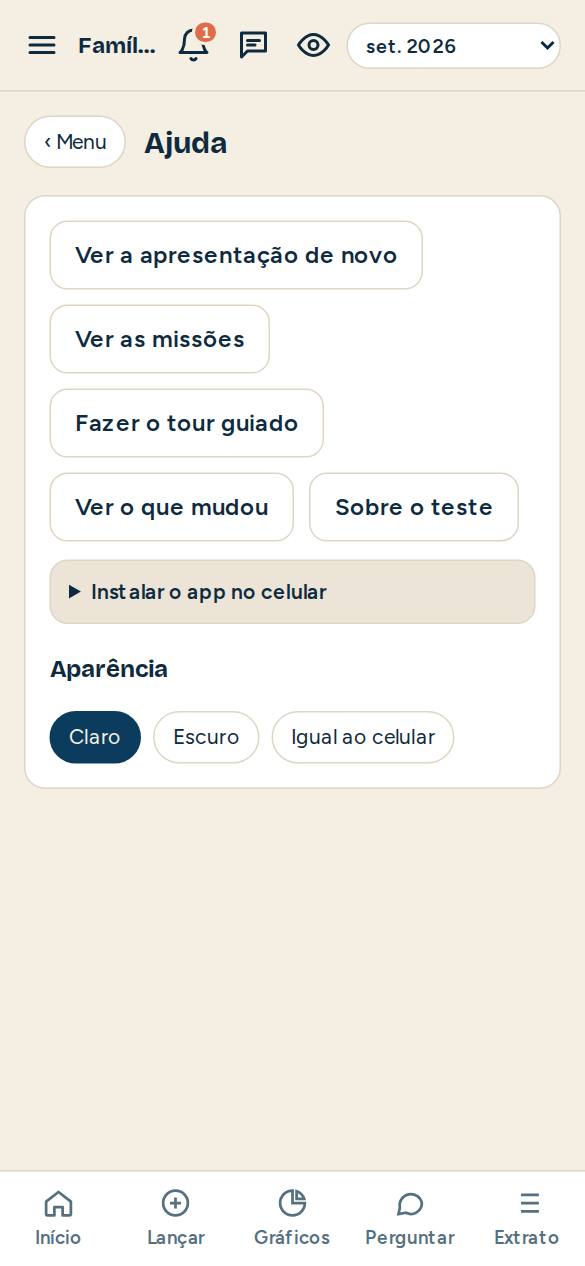 Famíl...
1
set. 2026
‹ Menu
Ajuda
Ver a apresentação de novo
Ver as missões
Fazer o tour guiado
Ver o que mudou
Sobre o teste
Instalar o app no celular
Aparência
Claro
Escuro
Igual ao celular
Início
Lançar
Gráficos
Perguntar
Extrato